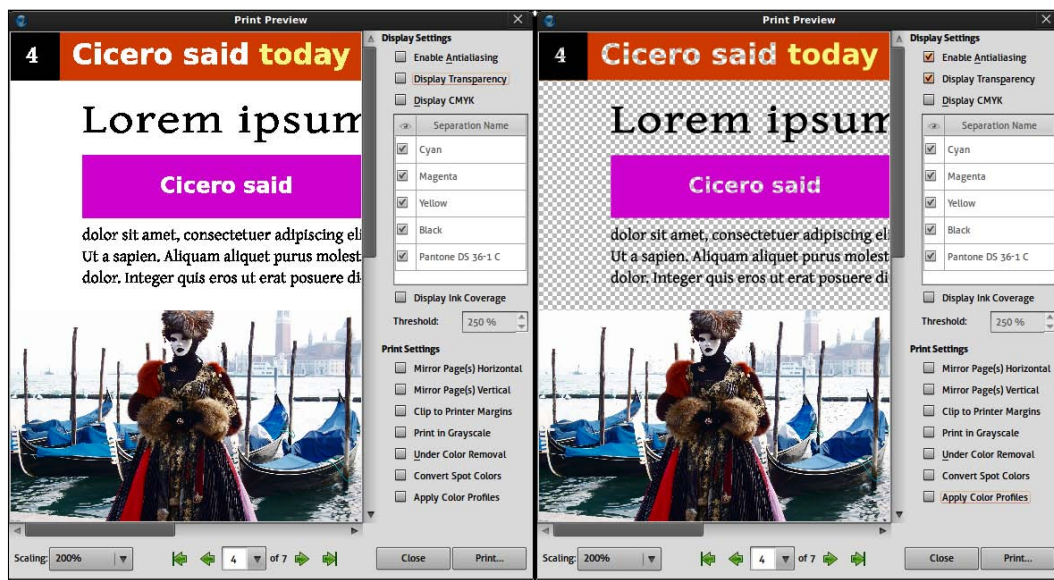 Print Preview
4 Cicero said today
Lorem ipsum
Cicero said
dolor sit amet, consectetuer adipiscing eli
Ut a sapien. Aliquam aliquet purus molest
dolor. Integer quis eros ut erat posuere di
Display Settings
Enable Antialiasing
Display Transparency
Display CMYK
Separation Name
Cyan
Magenta
Yellow
Black
Pantone DS 36-1 C
Display Ink Coverage
Threshold: 250 %
Print Settings
Mirror Page(s) Horizontal
Mirror Page(s) Vertical
Clip to Printer Margins
Print in Grayscale
Under Color Removal
Convert Spot Colors
Apply Color Profiles
Scaling: 200% 4 of 7 Close Print...
Print Preview
4 Cicero said today
Lorem ipsum
Cicero said
dolor sit amet, consectetuer adipiscing eli
Ut a sapien. Aliquam aliquet purus molest
dolor. Integer quis eros ut erat posuere di
Display Settings
Enable Antialiasing
Display Transparency
Display CMYK
Separation Name
Cyan
Magenta
Yellow
Black
Pantone DS 36-1 C
Display Ink Coverage
Threshold: 250 %
Print Settings
Mirror Page(s) Horizontal
Mirror Page(s) Vertical
Clip to Printer Margins
Print in Grayscale
Under Color Removal
Convert Spot Colors
Apply Color Profiles
Scaling: 200% 4 of 7 Close Print...